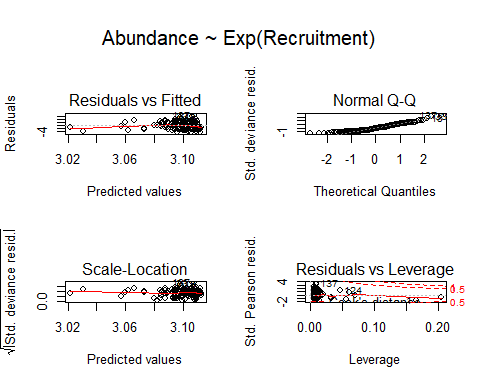 Abundance ~ Exp(Recruitment)
Residuals vs Fitted
Normal Q-Q
Residuals
-4
3.02 3.06 3.10
Predicted values
Std. deviance resid.
-1
-2 -1 0 1 2
Theoretical Quantiles
Scale-Location
Residuals vs Leverage
√|Std. deviance resid.|
0.0
3.02 3.06 3.10
Predicted values
Std. Pearson resid.
-2 4
137
124
0.5
0.00 0.10 0.20
Leverage